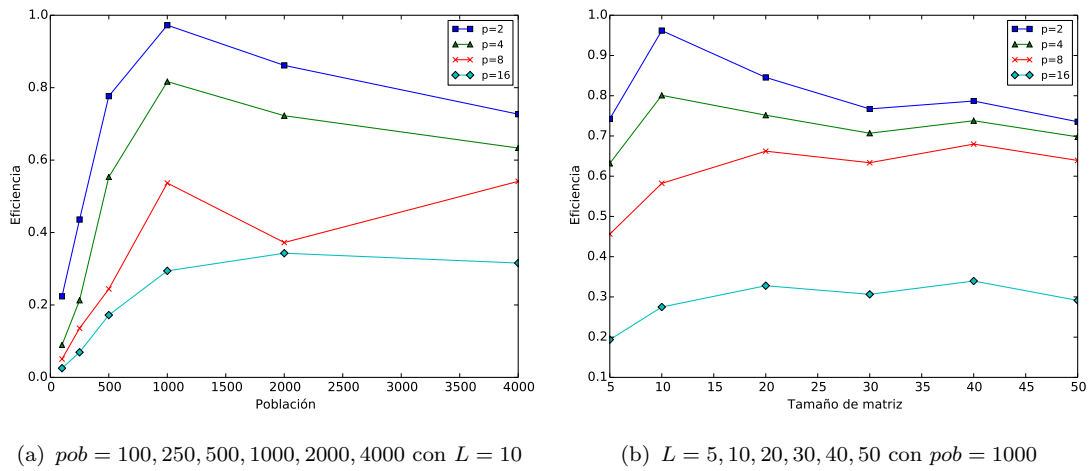 1.0
0.8
0.6
0.4
0.2
0.0
Eficiencia
0
500
1000
1500
2000
2500
3000
3500
4000
Población
p=2
p=4
p=8
p=16
(a) pob = 100, 250, 500, 1000, 2000, 4000 con L = 10
1.0
0.9
0.8
0.7
0.6
0.5
0.4
0.3
0.2
0.1
Eficiencia
5
10
15
20
25
30
35
40
45
50
Tamaño de matriz
p=2
p=4
p=8
p=16
(b) L = 5, 10, 20, 30, 40, 50 con pob = 1000